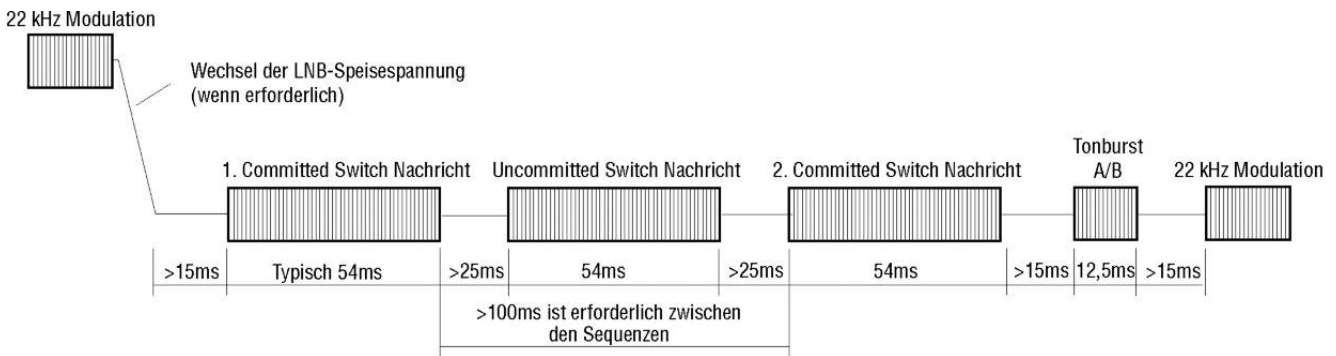 22 kHz Modulation
Wechsel der LNB-Speisespannung
(wenn erforderlich)
1. Committed Switch Nachricht
Uncommitted Switch Nachricht
2. Committed Switch Nachricht
Tonburst
A/B
22 kHz Modulation
>15ms
Typisch 54ms
>25ms
54ms
>25ms
54ms
>15ms
12,5ms
>15ms
>100ms ist erforderlich zwischen
den Sequenzen